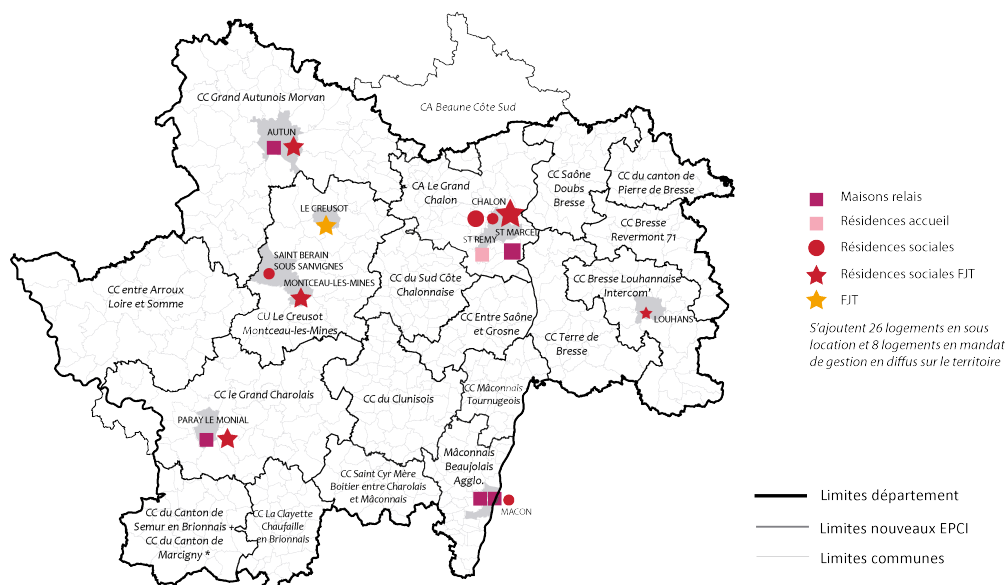 CC Grand Autunois Morvan
CA Beaune Côte Sud
AUTUN
CC Saône
Doubs
Bresse
CC du canton de
Pierre de Bresse
CA Le Grand
Chalon
CHALON
LE CREUSOT
ST REMY
ST MARCEL
CC Bresse
Revermont 71
SAINT BERAIN
SOUS SANVIGNES
MONTCEAU-LES-MINES
CC entre Arroux
Loire et Somme
CC du Sud Côte
Chalonnaise
CC Bresse Louhannaise
Intercom'
LOUHANS
CU Le Creusot
Montceau-les-Mines
CC Entre Saône
et Grosne
CC Terre de
Bresse
CC le Grand Charolais
CC du Clunisois
CC Mâconnais
Tournugeois
PARAY LE MONIAL
Mâconnais
Beaujolais
Agglo.
CC Saint Cyr Mère
Boitier entre Charolais
et Mâconnais
MACON
CC du Canton de
Semur en Brionnais +
CC du Canton de
Marcigny *
CC La Clayette
Chaufaille
en Brionnais
Maisons relais
Résidences accueil
Résidences sociales
Résidences sociales FJT
FJT
S'ajoutent 26 logements en sous
location et 8 logements en mandat
de gestion en diffus sur le territoire
Limites département
Limites nouveaux EPCI
Limites communes